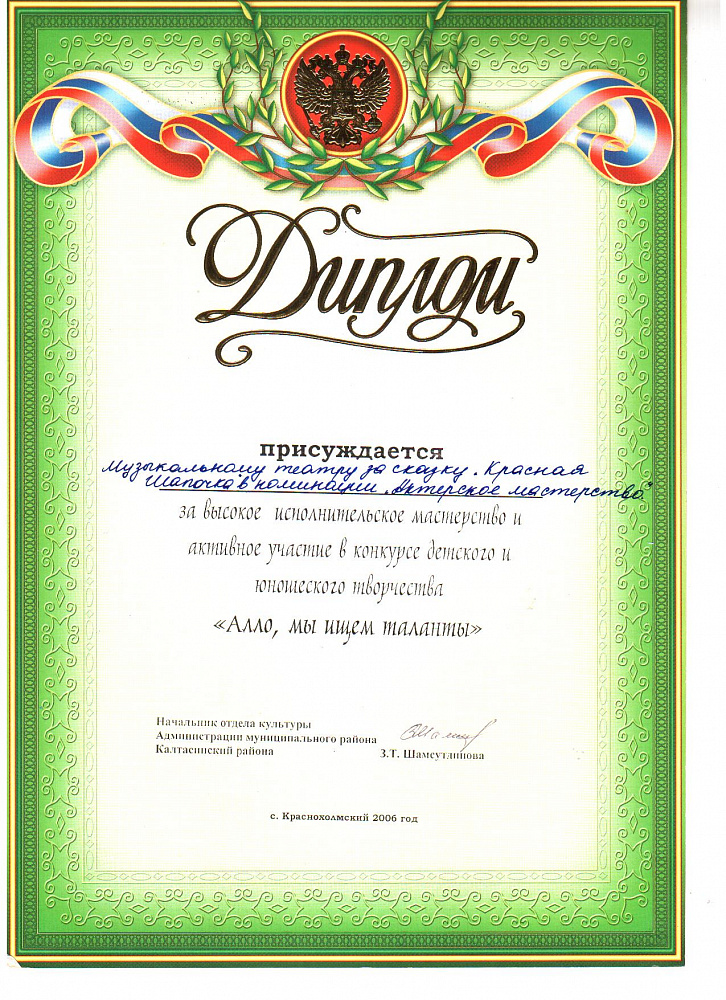 Диплом
присуждается
Музыкальному театру за сказку „Красная
Шапочка" в номинации „Актерское мастерство"
за высокое исполнительское мастерство и
активное участие в конкурсе детского и
юношеского творчества
«Алло, мы ищем таланты»
Начальник отдела культуры
Администрации муниципального района
Калтасинский района
З.Т. Шамсутдинова
с. Краснохолмский 2006 год